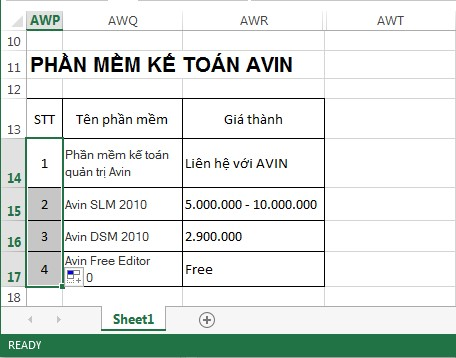 AWP AWQ AWR AWT
10
11 PHẦN MỀM KẾ TOÁN AVIN
12
13 STT Tên phần mềm Giá thành
14 1 Phần mềm kế toán
quản trị Avin Liên hệ với AVIN
15 2 Avin SLM 2010 5.000.000 - 10.000.000
16 3 Avin DSM 2010 2.900.000
17 4 Avin Free Editor
0 Free
18
Sheet1
READY